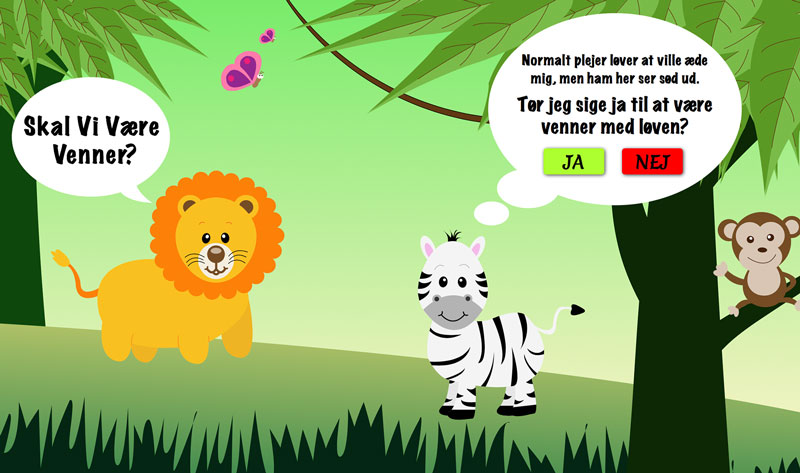 Skal Vi Være
Venner?
Normalt plejer løver at ville æde
mig, men ham her ser sød ud.
Tør jeg sige ja til at være
venner med løven?
JA
NEJ